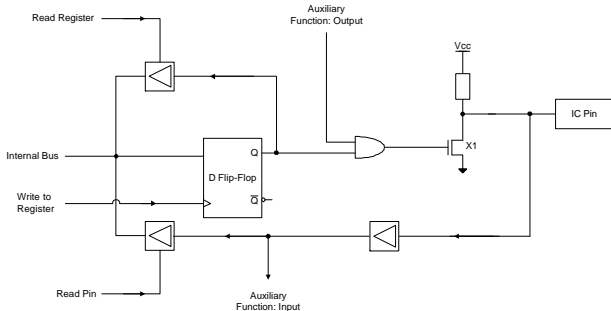 Read Register
Auxiliary
Function: Output
Vcc
IC Pin
X1
Internal Bus
Q
D Flip-Flop
Q
Write to
Register
Read Pin
Auxiliary
Function: Input